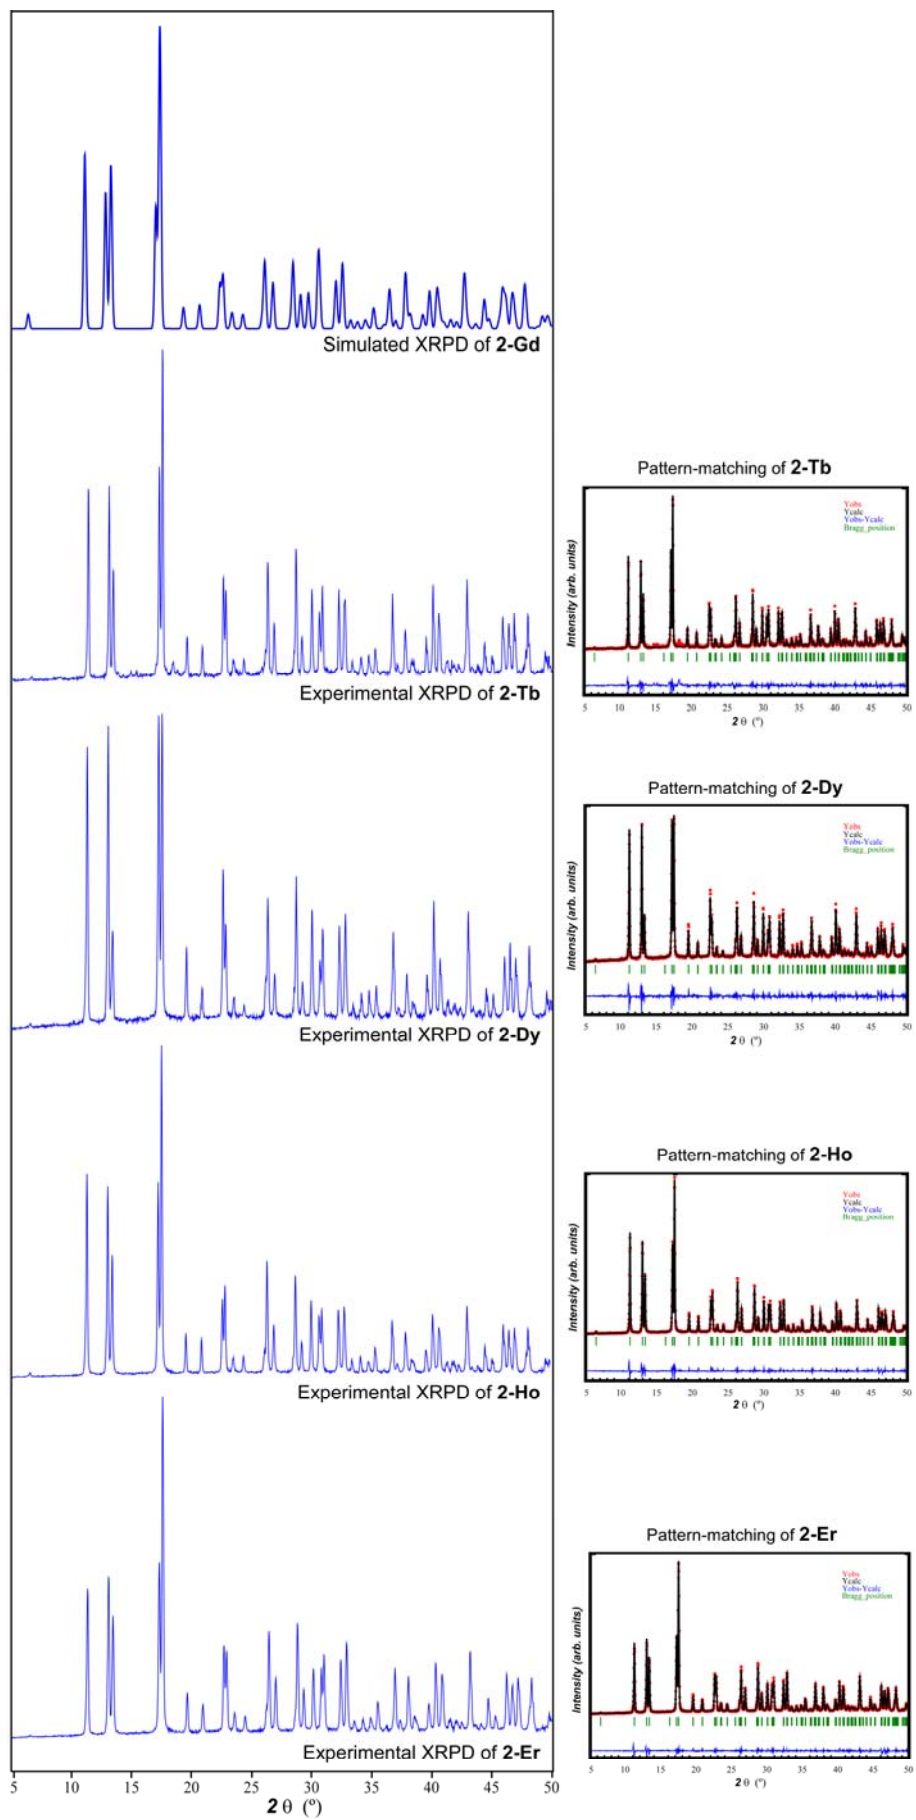 Simulated XRPD of 2-Gd
Experimental XRPD of 2-Tb
Experimental XRPD of 2-Dy
Experimental XRPD of 2-Ho
Experimental XRPD of 2-Er
5 10 15 20 25 30 35 40 45 50
2 θ (º)
Pattern-matching of 2-Tb
Intensity (arb. units)
Yobs
Ycalc
Yobs-Ycalc
Bragg_position
5 10 15 20 25 30 35 40 45 50
2 θ (º)
Pattern-matching of 2-Dy
Intensity (arb. units)
Yobs
Ycalc
Yobs-Ycalc
Bragg_position
5 10 15 20 25 30 35 40 45 50
2 θ (º)
Pattern-matching of 2-Ho
Intensity (arb. units)
Yobs
Ycalc
Yobs-Ycalc
Bragg_position
5 10 15 20 25 30 35 40 45 50
2 θ (º)
Pattern-matching of 2-Er
Intensity (arb. units)
Yobs
Ycalc
Yobs-Ycalc
Bragg_position
5 10 15 20 25 30 35 40 45 50
2 θ (º)